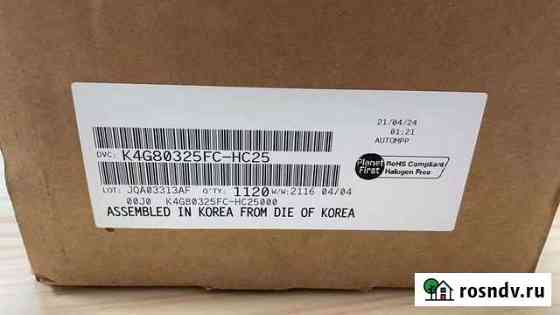 21/04/24
01:21
AUTOMPP
DVC: K4G80325FC-HC25
Planet First
RoHS Compliant
Halogen Free
LOT: JQA03313AF Q'TY: 1120 W/W:2116 04/04
00J0 K4G80325FC-HC25000
ASSEMBLED IN KOREA FROM DIE OF KOREA
rosndv.ru